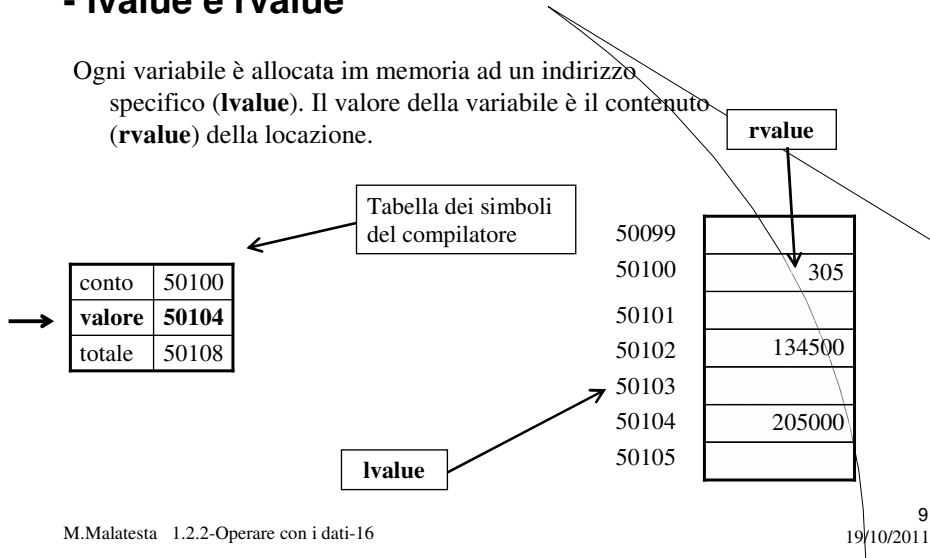 - lvalue e rvalue
Ogni variabile è allocata im memoria ad un indirizzo
specifico (lvalue). Il valore della variabile è il contenuto
(rvalue) della locazione.
rvalue
Tabella dei simboli
del compilatore
conto 50100
valore 50104
totale 50108
50099
50100 305
50101
50102 134500
50103
50104 205000
50105
lvalue
M.Malatesta 1.2.2-Operare con i dati-16
9
19/10/2011